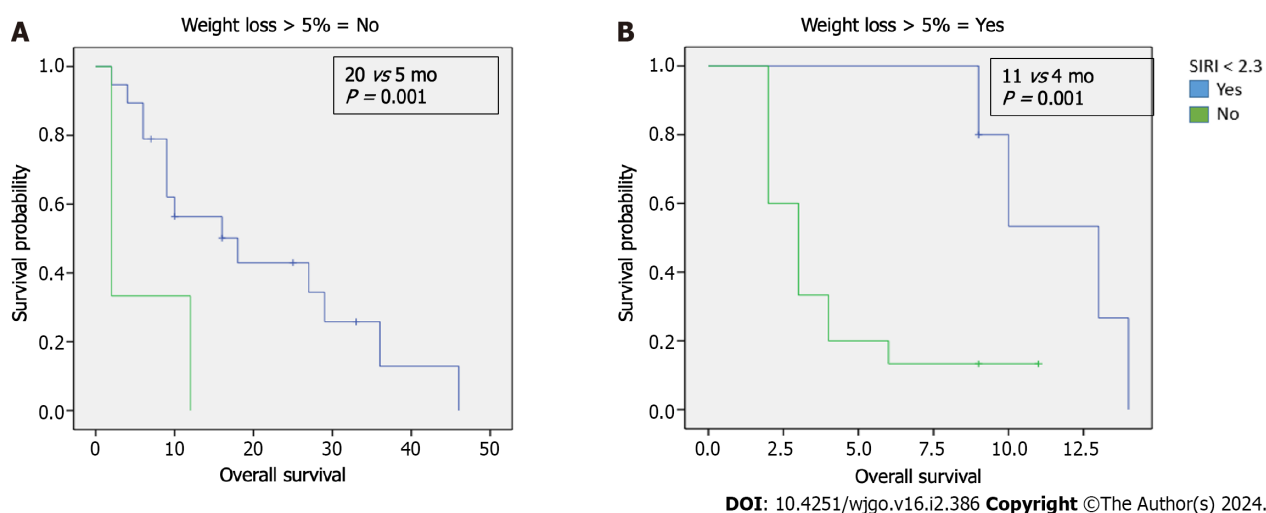 A
Weight loss > 5% = No
20 vs 5 mo
P = 0.001
Survival probability
1.0
0.8
0.6
0.4
0.2
0.0
0 10 20 30 40 50
Overall survival
B
Weight loss > 5% = Yes
11 vs 4 mo
P = 0.001
Survival probability
1.0
0.8
0.6
0.4
0.2
0.0
0.0 2.5 5.0 7.5 10.0 12.5
Overall survival
SIRI < 2.3
Yes
No
DOI: 10.4251/wjgo.v16.i2.386 Copyright ©The Author(s) 2024.